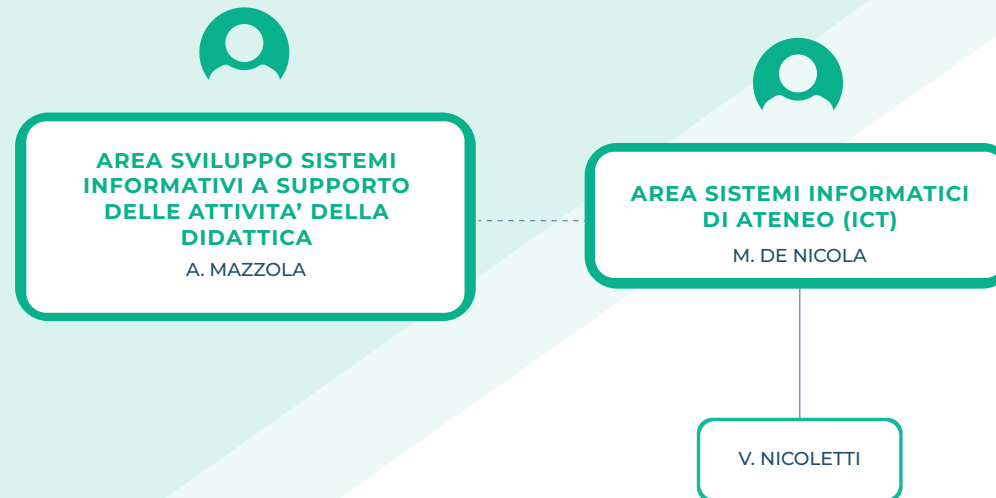 AREA SVILUPPO SISTEMI
INFORMATIVI A SUPPORTO
DELLE ATTIVITA’ DELLA
DIDATTICA
A. MAZZOLA
AREA SISTEMI INFORMATICI
DI ATENEO (ICT)
M. DE NICOLA
V. NICOLETTI